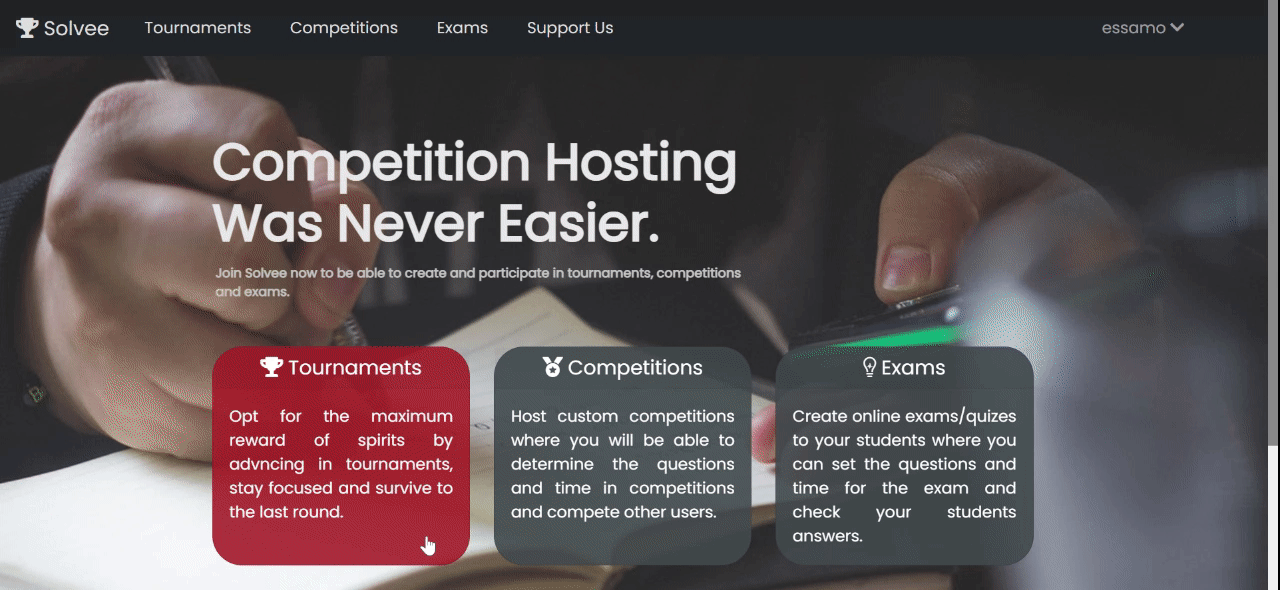 Solvee Tournaments Competitions Exams Support Us essamo
Competition Hosting
Was Never Easier.
Join Solvee now to be able to create and participate in tournaments, competitions
and exams.
Tournaments
Opt for the maximum
reward of spirits by
advncing in tournaments,
stay focused and survive to
the last round.
Competitions
Host custom competitions
where you will be able to
determine the questions
and time in competitions
and compete other users.
Exams
Create online exams/quizes
to your students where you
can set the questions and
time for the exam and
check your students
answers.